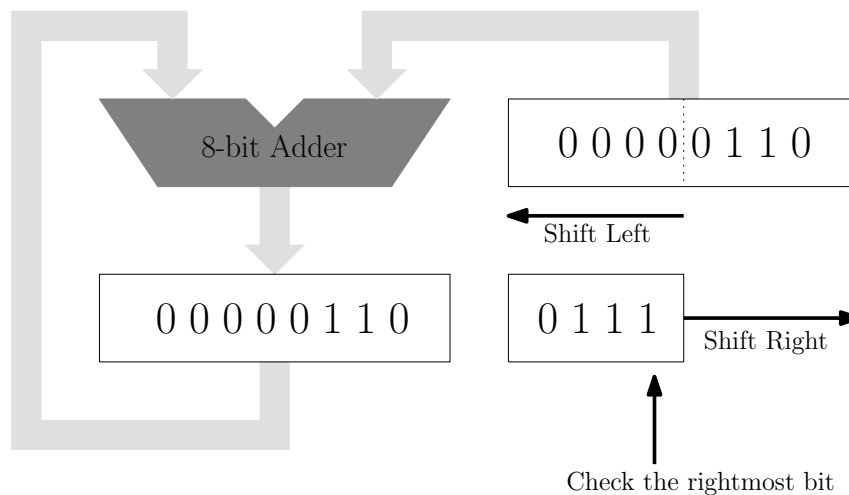 8-bit Adder
0 0 0 0 0 1 1 0
Shift Left
0 0 0 0 0 1 1 0
0 1 1 1
Shift Right
Check the rightmost bit